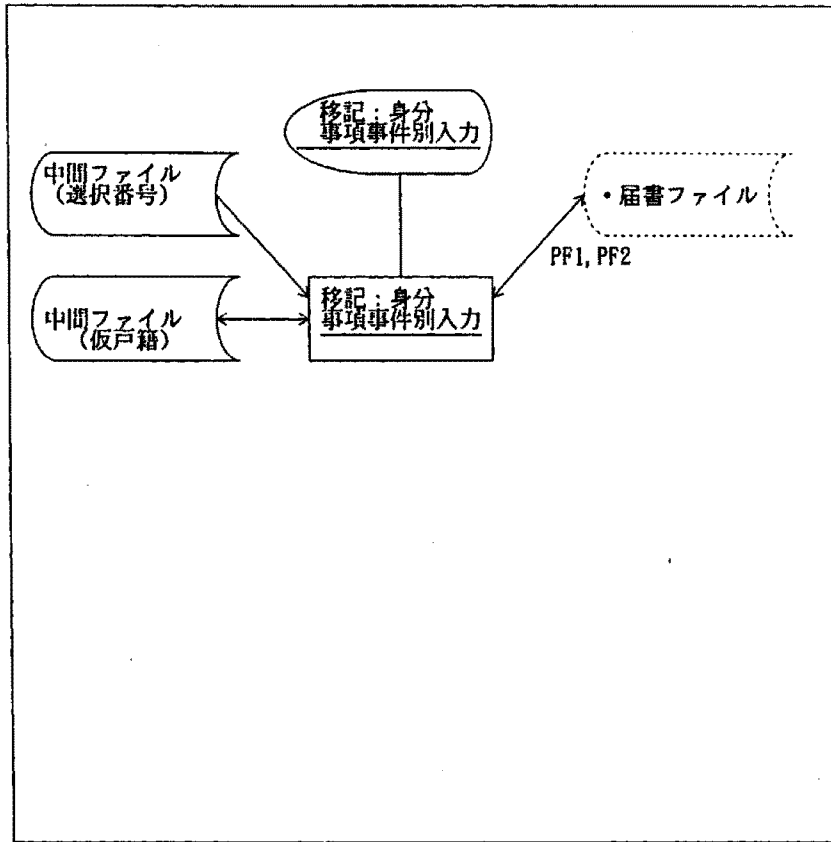 移記：身分
事項事件別入力
中間ファイル
（選択番号）
・届書ファイル
PF1, PF2
移記：身分
事項事件別入力
中間ファイル
（仮戸籍）